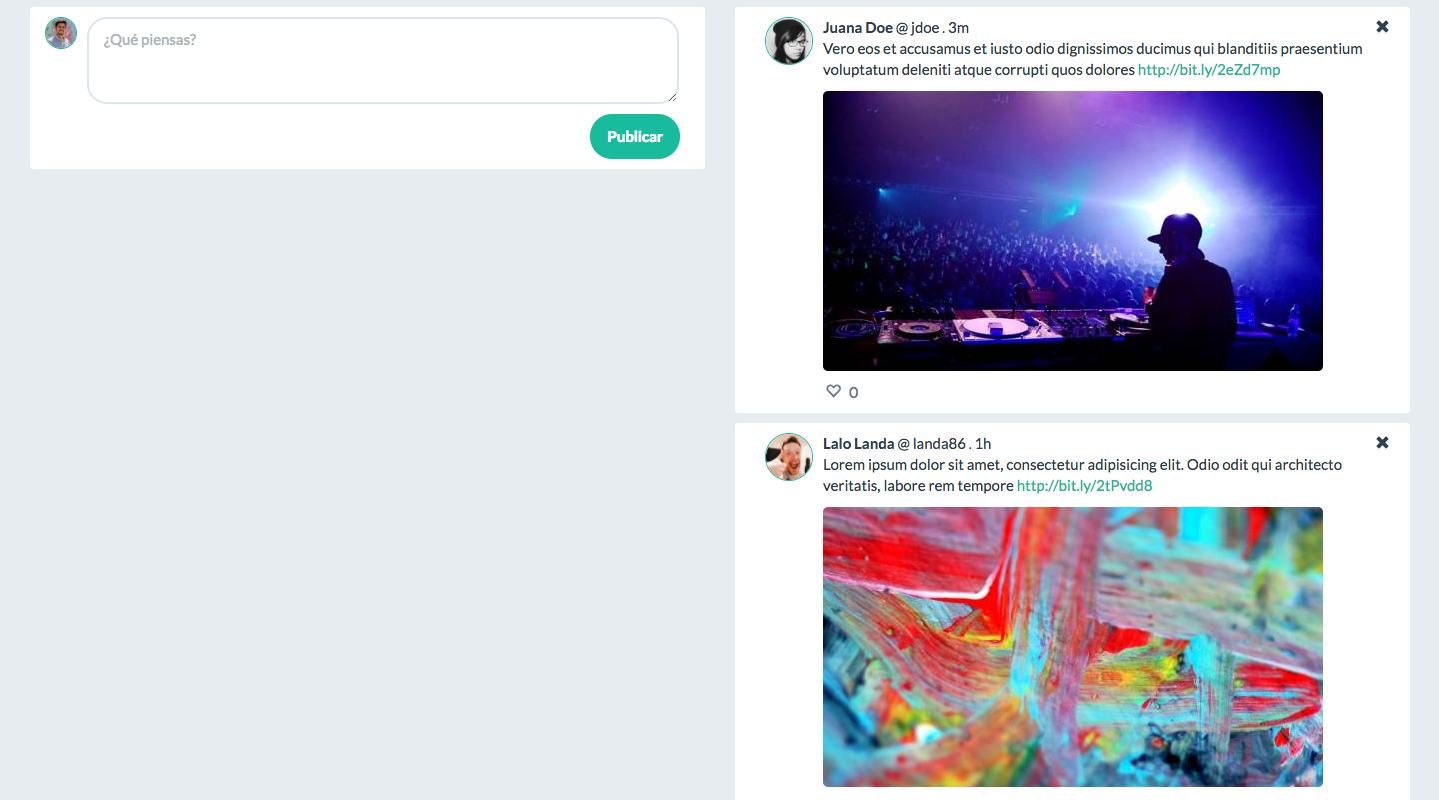 ¿Qué piensas?
Publicar
Juana Doe @ jdoe . 3m
Vero eos et accusamus et iusto odio dignissimos ducimus qui blanditiis praesentium
voluptatum deleniti atque corrupti quos dolores http://bit.ly/2eZd7mp
0
Lalo Landa @ landa86 . 1h
Lorem ipsum dolor sit amet, consectetur adipisicing elit. Odio odit qui architecto
veritatis, labore rem tempore http://bit.ly/2tPvdd8